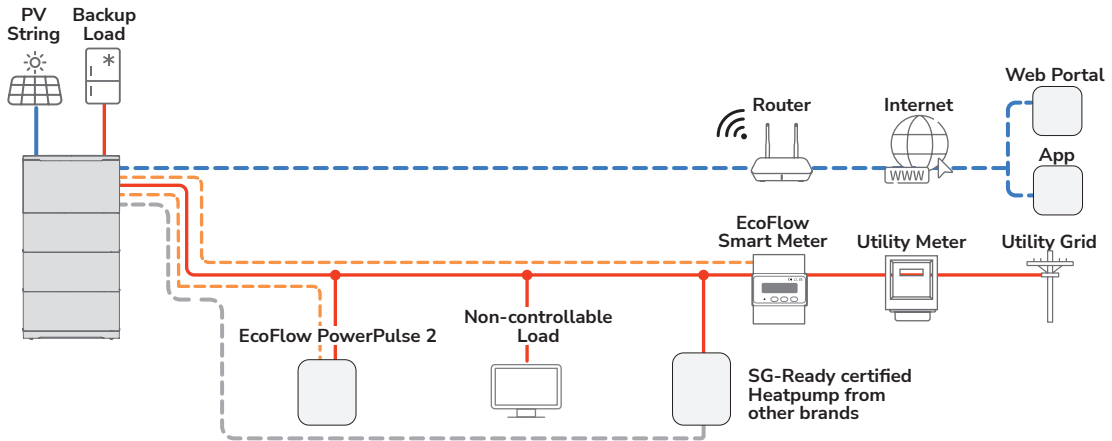 PV
String
Backup
Load
Router
Internet
Web Portal
WWW
App
EcoFlow
Smart Meter
Utility Meter
Utility Grid
EcoFlow PowerPulse 2
Non-controllable
Load
SG-Ready certified
Heatpump from
other brands